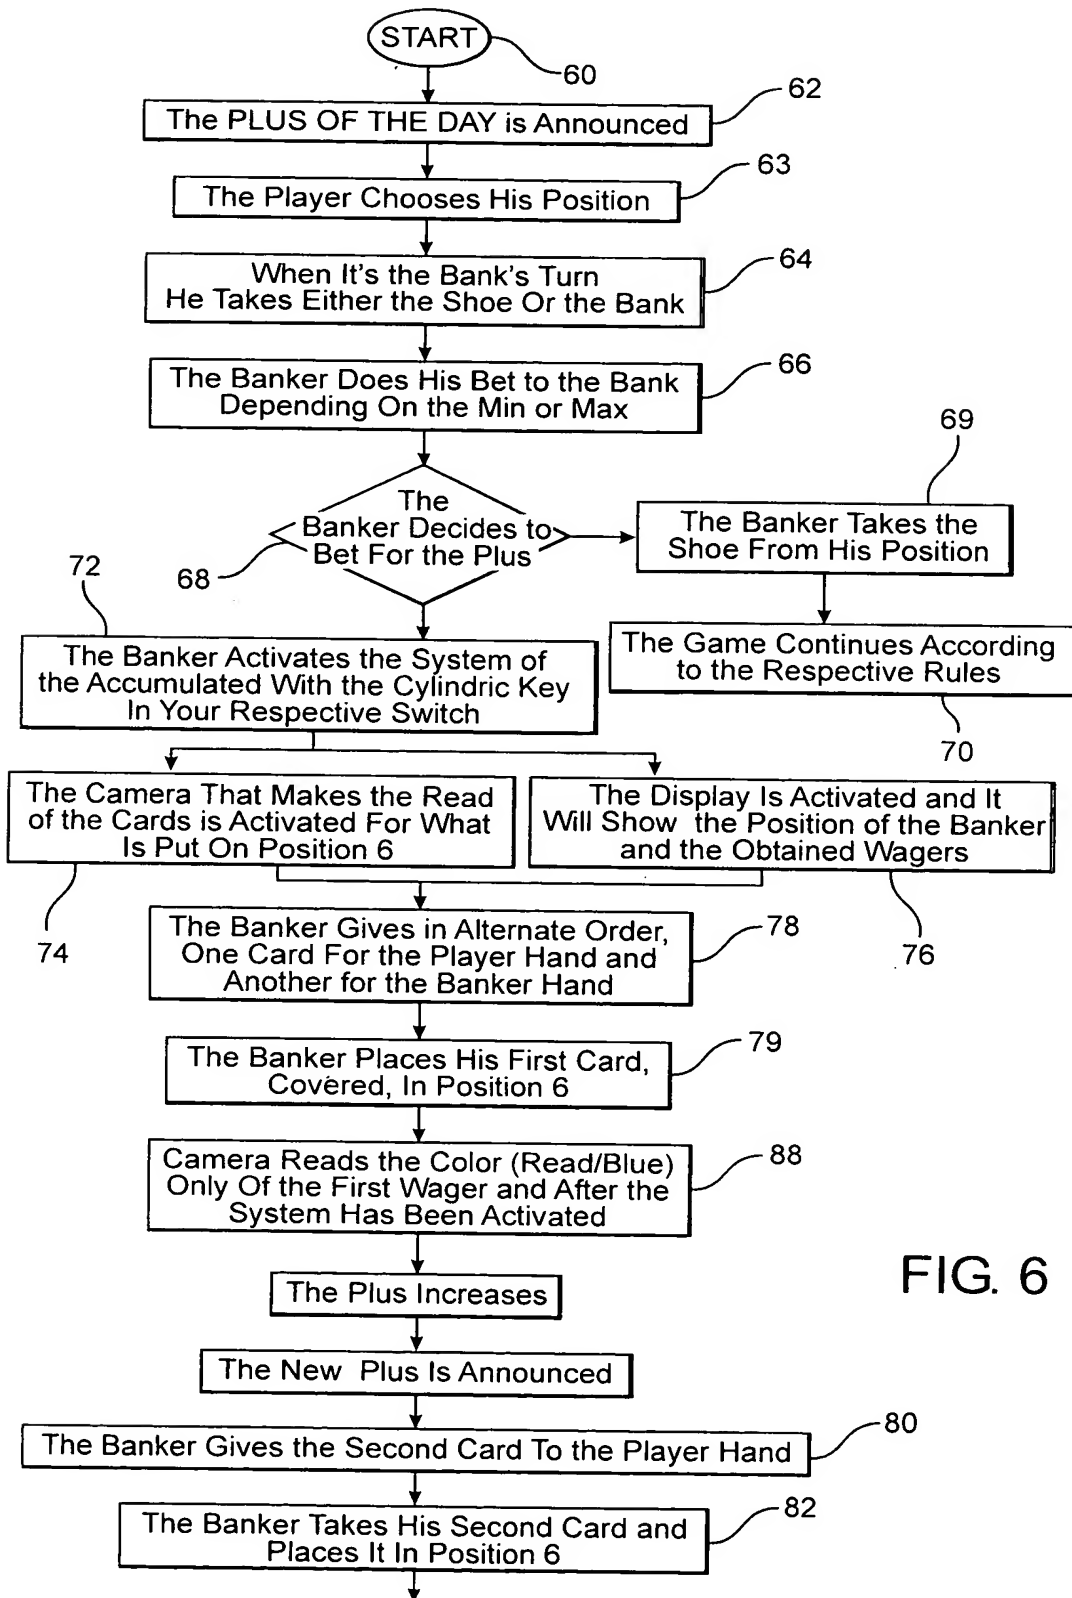 START
60
The PLUS OF THE DAY is Announced
62
The Player Chooses His Position
63
When It's the Bank's Turn
He Takes Either the Shoe Or the Bank
64
The Banker Does His Bet to the Bank
Depending On the Min or Max
66
The
Banker Decides to
Bet For the Plus
68
69
The Banker Takes the
Shoe From His Position
The Game Continues According
to the Respective Rules
70
72
The Banker Activates the System of
the Accumulated With the Cylindric Key
In Your Respective Switch
The Camera That Makes the Read
of the Cards is Activated For What
Is Put On Position 6
74
The Display Is Activated and It
Will Show the Position of the Banker
and the Obtained Wagers
76
The Banker Gives in Alternate Order,
One Card For the Player Hand and
Another for the Banker Hand
78
The Banker Places His First Card,
Covered, In Position 6
79
Camera Reads the Color (Read/Blue)
Only Of the First Wager and After the
System Has Been Activated
88
The Plus Increases
FIG. 6
The New Plus Is Announced
The Banker Gives the Second Card To the Player Hand
80
The Banker Takes His Second Card and
Places It In Position 6
82